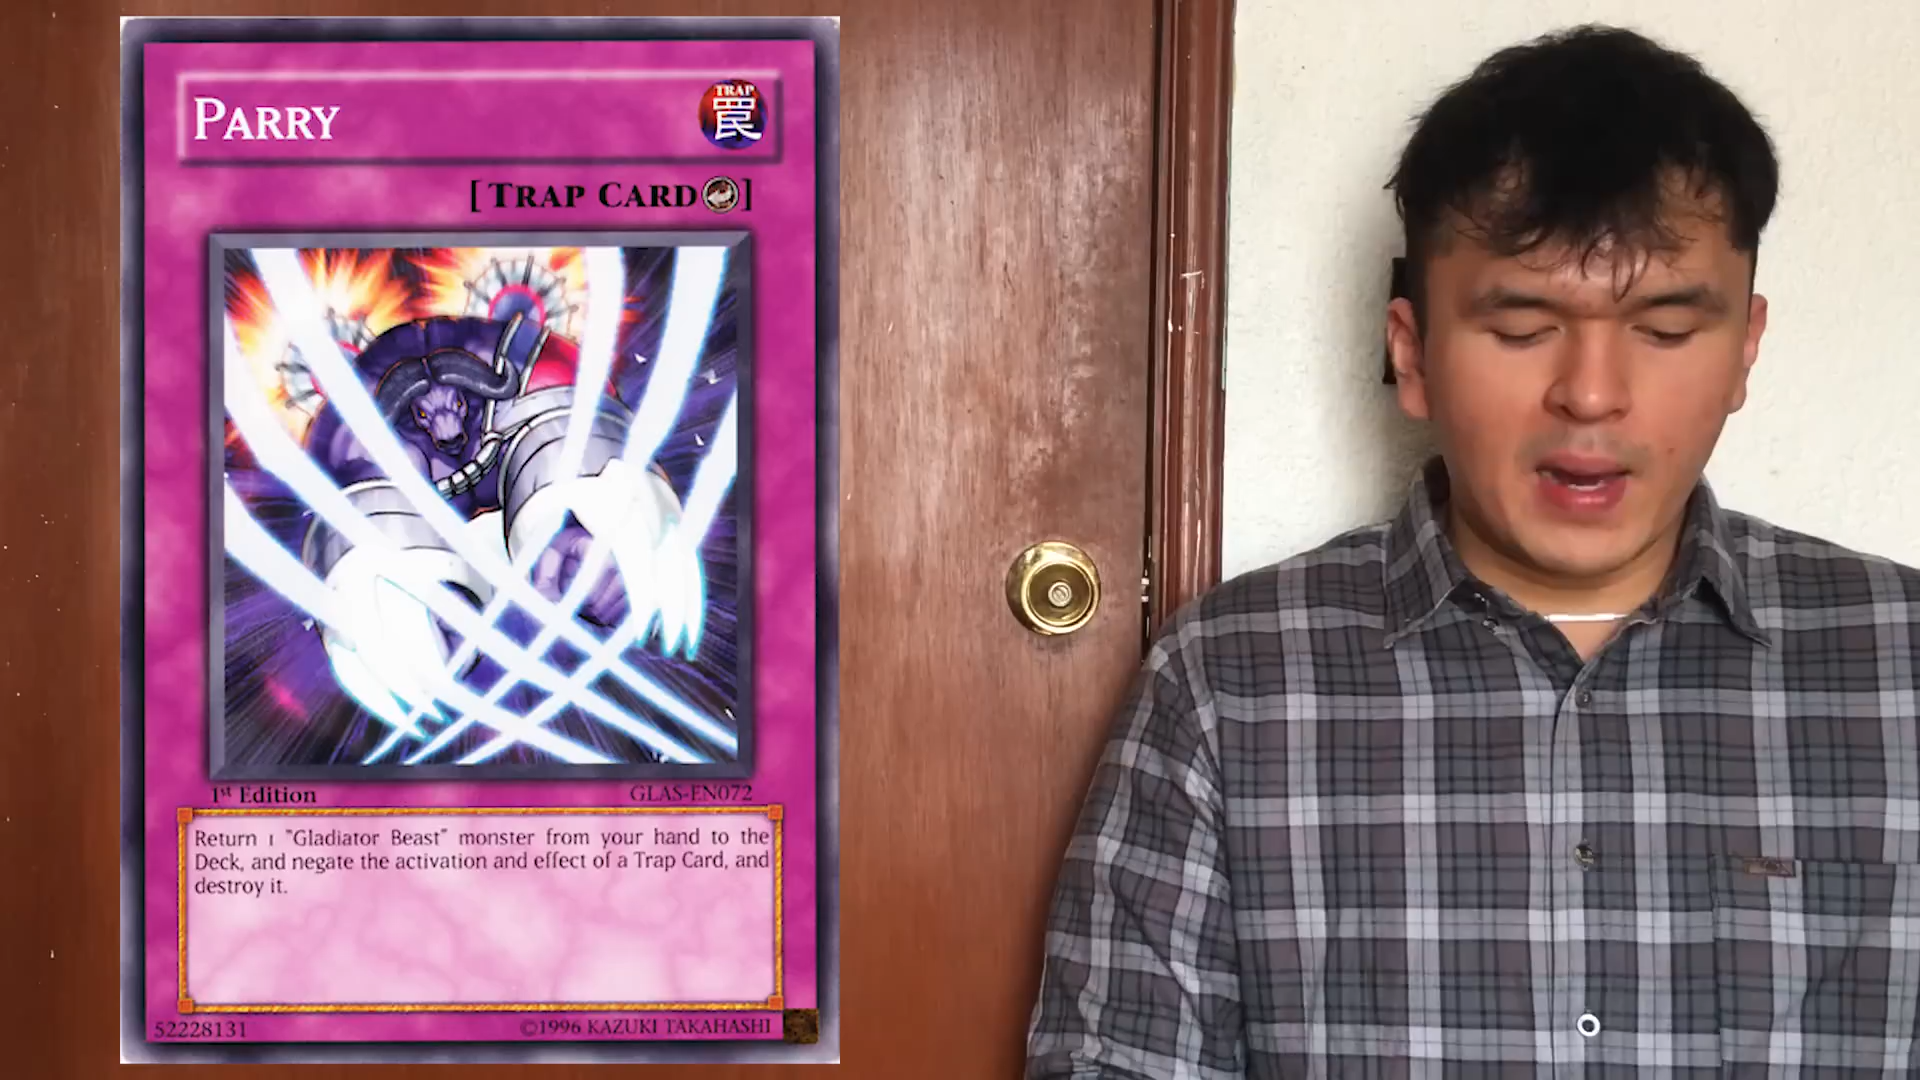 PARRY
TRAP
罠
[TRAP CARD]
1st Edition
GLAS-EN072
Return 1 "Gladiator Beast" monster from your hand to the
Deck, and negate the activation and effect of a Trap Card, and
destroy it.
52228131
©1996 KAZUKI TAKAHASHI